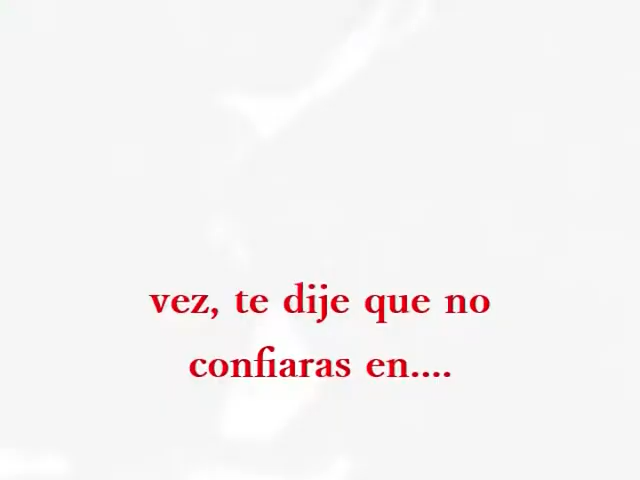 vez, te dije que no
confiaras en....